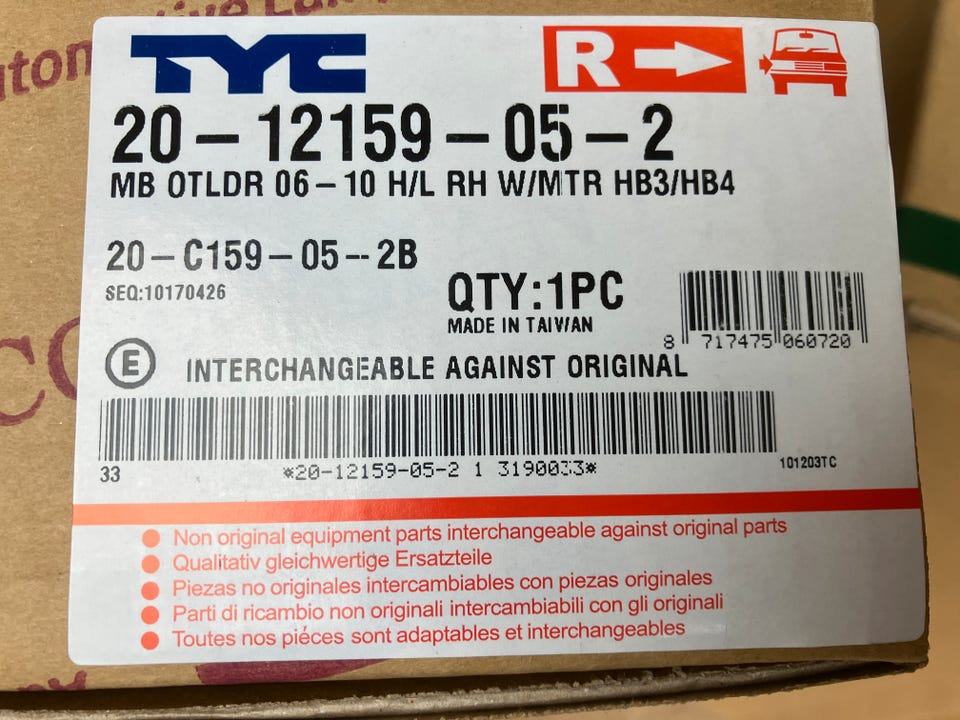 TYC R
20-12159-05-2
MB OTLDR 06-10 H/L RH W/MTR HB3/HB4
20-C159-05--2B
SEQ:10170426
QTY:1PC
MADE IN TAIWAN
8 717475 060720
E INTERCHANGEABLE AGAINST ORIGINAL
33 *20-12159-05-2 1 3190033* 101203TC
Non original equipment parts interchangeable against original parts
Qualitativ gleichwertige Ersatzteile
Piezas no originales intercambiables con piezas originales
Parti di ricambio non originali intercambiabili con gli originali
Toutes nos piéces sont adaptables et interchangeables